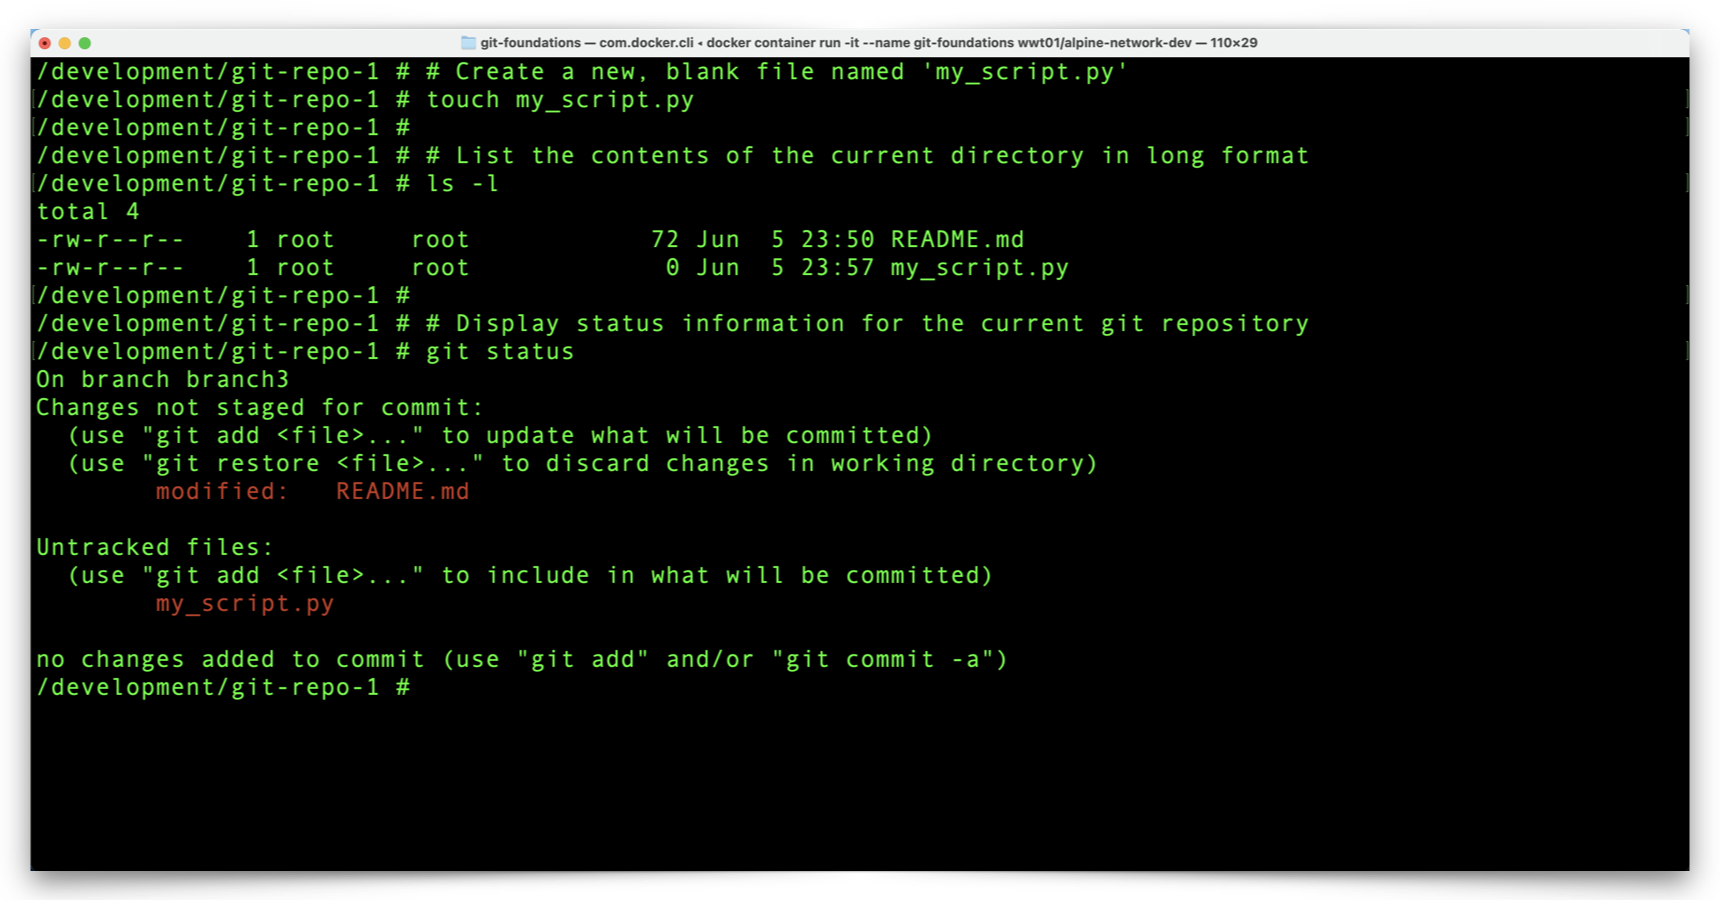 git-foundations — com.docker.cli ◂ docker container run -it --name git-foundations wwt01/alpine-network-dev — 110×29
/development/git-repo-1 # # Create a new, blank file named 'my_script.py'
/development/git-repo-1 # touch my_script.py
/development/git-repo-1 #
/development/git-repo-1 # # List the contents of the current directory in long format
/development/git-repo-1 # ls -l
total 4
-rw-r--r--    1 root     root            72 Jun  5 23:50 README.md
-rw-r--r--    1 root     root             0 Jun  5 23:57 my_script.py
/development/git-repo-1 #
/development/git-repo-1 # # Display status information for the current git repository
/development/git-repo-1 # git status
On branch branch3
Changes not staged for commit:
  (use "git add <file>..." to update what will be committed)
  (use "git restore <file>..." to discard changes in working directory)
        modified:   README.md

Untracked files:
  (use "git add <file>..." to include in what will be committed)
        my_script.py

no changes added to commit (use "git add" and/or "git commit -a")
/development/git-repo-1 #